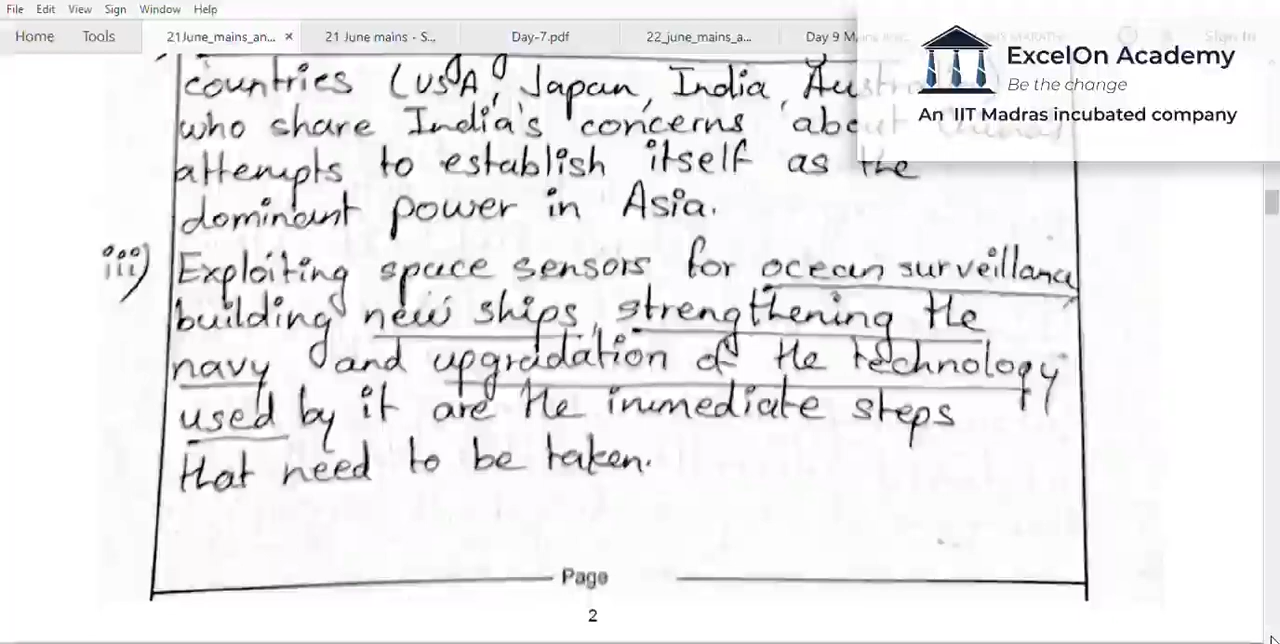 File Edit View Sign Window Help
Home Tools 21June_mains_an... × 21 June mains - S... Day-7.pdf 22_june_mains_a... Day 9 M Sign In
ExcelOn Academy
Be the change
An IIT Madras incubated company
countries (USA, Japan, India, Austra
who share India's concerns about
attempts to establish itself as the
dominant power in Asia.
iii) Exploiting space sensors for ocean surveillance
building new ships, strengthening the
navy and upgradation of the technology
used by it are the immediate steps
that need to be taken.
Page
2